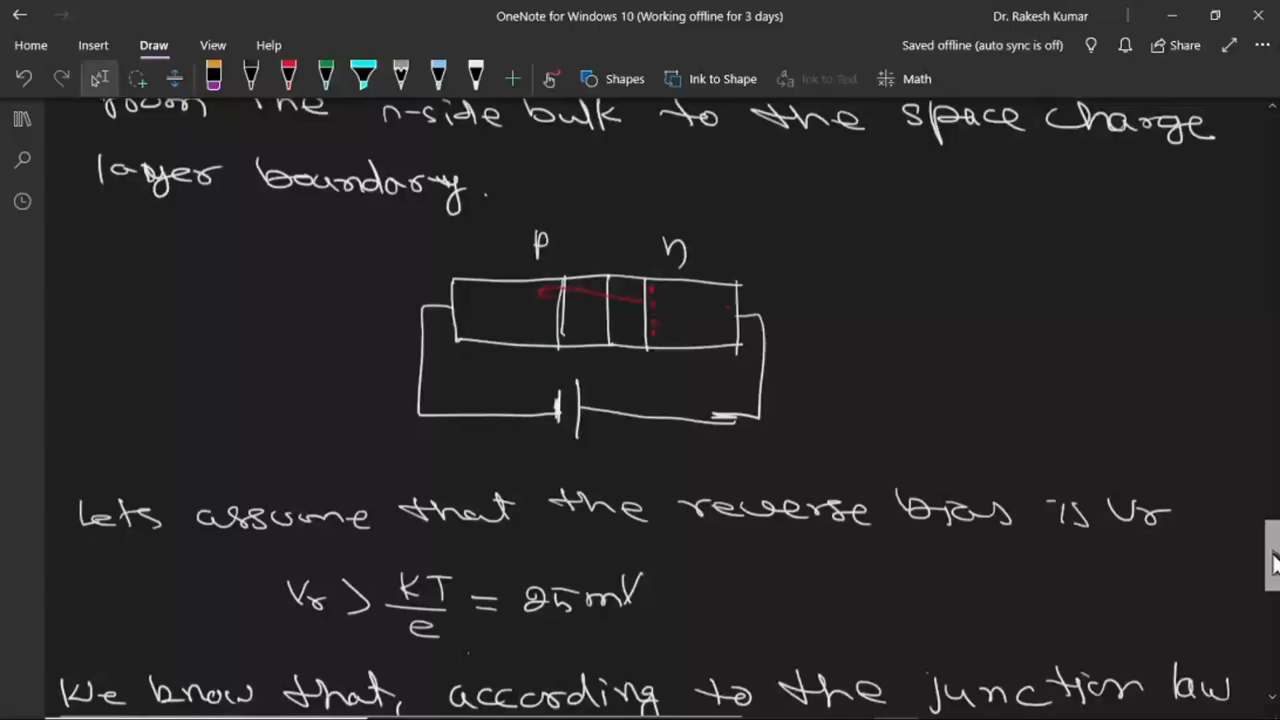 OneNote for Windows 10 (Working offline for 3 days)
Dr. Rakesh Kumar
Home Insert Draw View Help
Saved offline (auto sync is off)
Share
Shapes
Ink to Shape
Ink to Text
Math
from the n-side bulk to the space charge
layer boundary.
P n
Lets assume that the reverse bias is Vr
Vr > KT/e = 25mV
We know that, according to the junction law